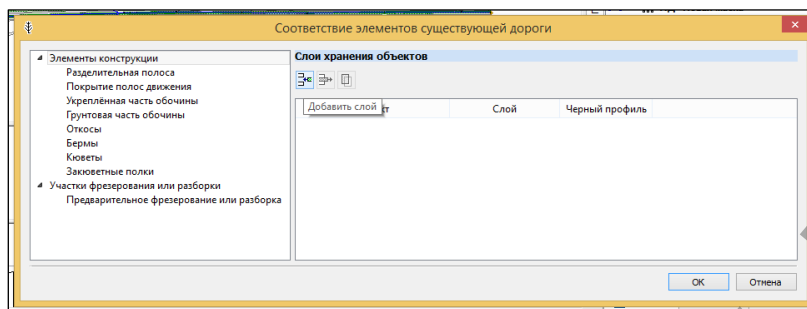 Соответствие элементов существующей дороги
Элементы конструкции
Разделительная полоса
Покрытие полос движения
Укреплённая часть обочины
Грунтовая часть обочины
Откосы
Бермы
Кюветы
Закюветные полки
Участки фрезерования или разборки
Предварительное фрезерование или разборка
Слои хранения объектов
Добавить слой
Слой
Черный профиль
ОК
Отмена